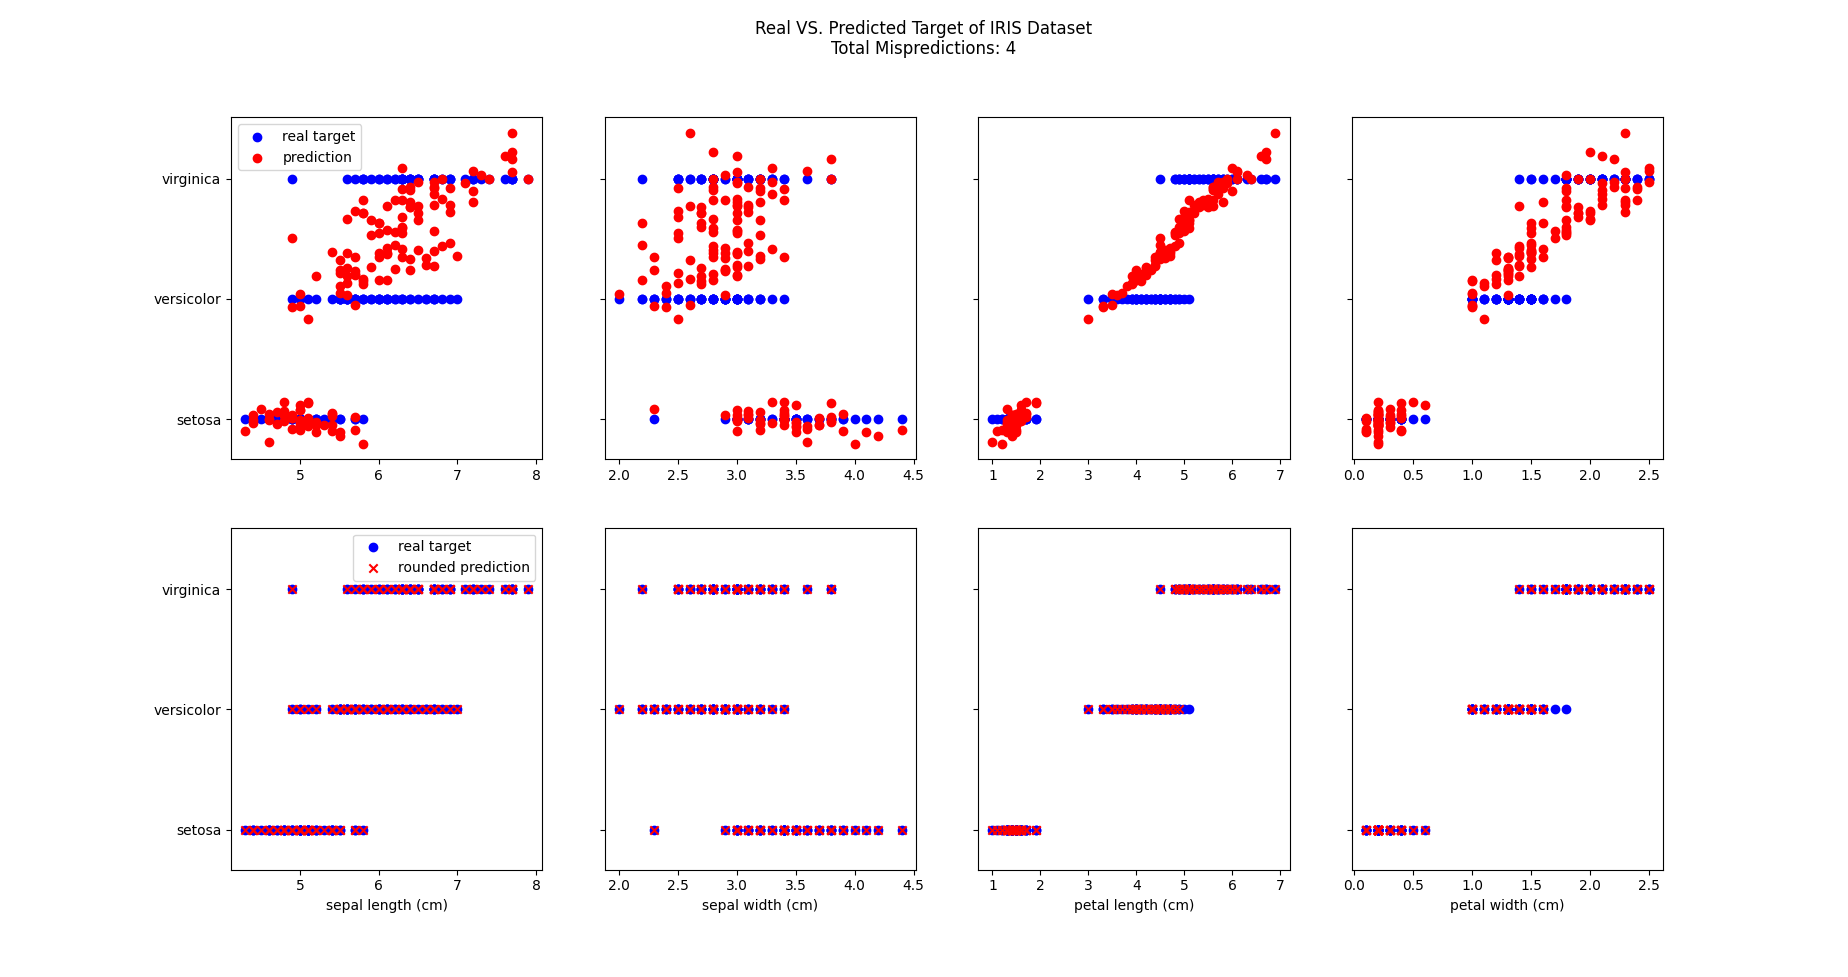 Real VS. Predicted Target of IRIS Dataset
Total Mispredictions: 4
real target
prediction
virginica
versicolor
setosa
5 6 7 8
2.0 2.5 3.0 3.5 4.0 4.5
1 2 3 4 5 6 7
0.0 0.5 1.0 1.5 2.0 2.5
real target
rounded prediction
virginica
versicolor
setosa
5 6 7 8
2.0 2.5 3.0 3.5 4.0 4.5
1 2 3 4 5 6 7
0.0 0.5 1.0 1.5 2.0 2.5
sepal length (cm)
sepal width (cm)
petal length (cm)
petal width (cm)